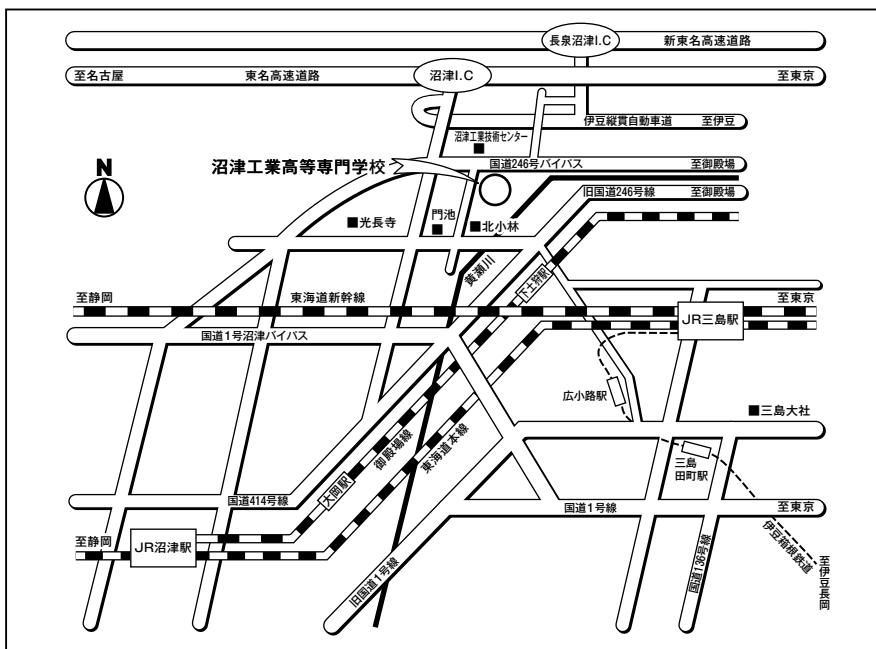 長泉沼津I.C
新東名高速道路
至名古屋
東名高速道路
沼津I.C
至東京
伊豆縦貫自動車道
至伊豆
沼津工業技術センター
沼津工業高等専門学校
国道246号バイパス
至御殿場
N
旧国道246号線
至御殿場
■光長寺
門池
■
■北小林
黄瀬川
下土狩駅
至静岡
東海道新幹線
至東京
JR三島駅
国道1号沼津バイパス
広小路駅
■三島大社
御殿場線
東海道本線
三島
田町駅
大岡駅
国道414号線
国道1号線
至東京
至静岡
JR沼津駅
旧国道1号線
国道136号線
伊豆箱根鉄道
至伊豆長岡